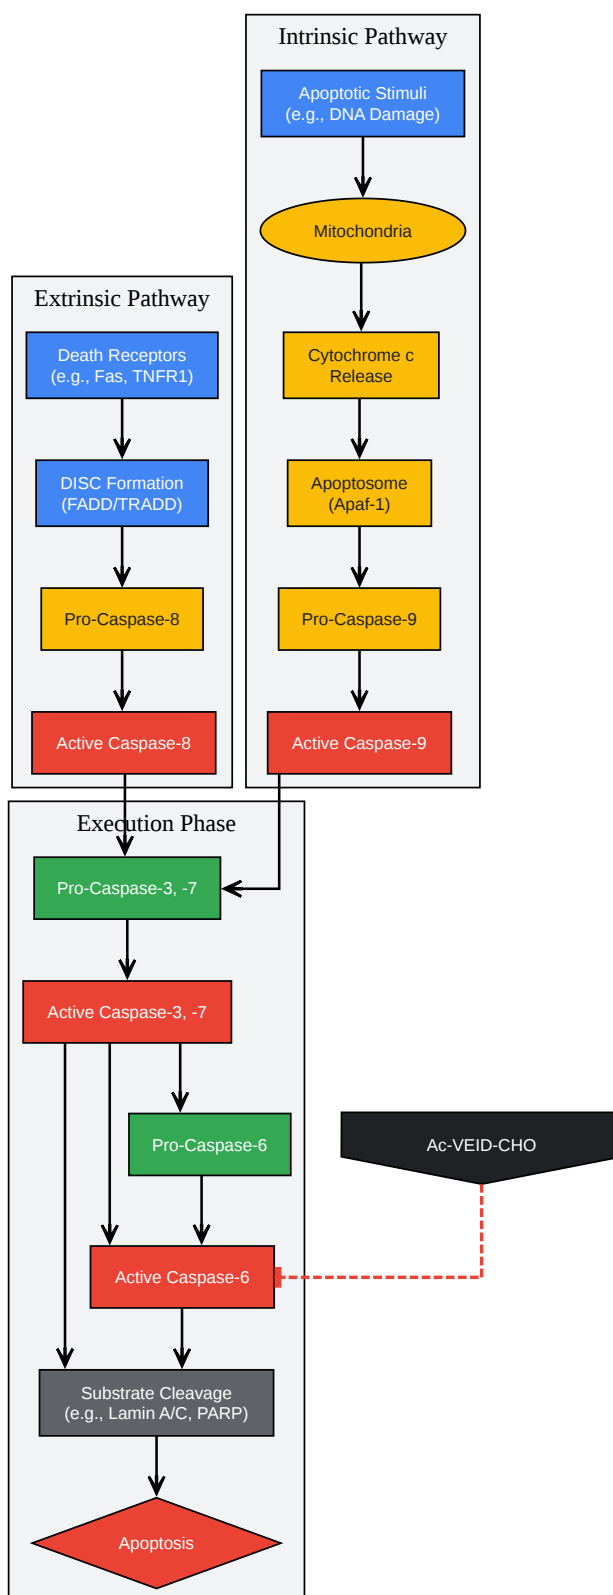 Intrinsic Pathway
Apoptotic Stimuli
(e.g., DNA Damage)
Mitochondria
Cytochrome c
Release
Apoptosome
(Apaf-1)
Pro-Caspase-9
Active Caspase-9
Extrinsic Pathway
Death Receptors
(e.g., Fas, TNFR1)
DISC Formation
(FADD/TRADD)
Pro-Caspase-8
Active Caspase-8
Execution Phase
Pro-Caspase-3, -7
Active Caspase-3, -7
Pro-Caspase-6
Ac-VEID-CHO
Active Caspase-6
Substrate Cleavage
(e.g., Lamin A/C, PARP)
Apoptosis